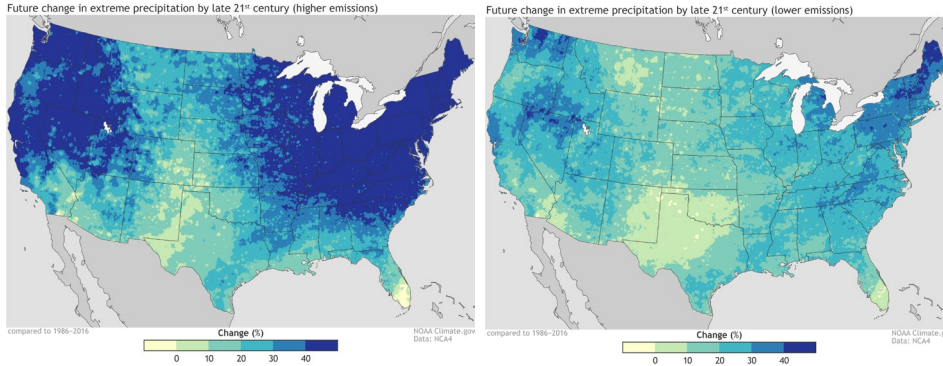 Future change in extreme precipitation by late 21st century (higher emissions)
compared to 1986–2016
Change (%)
0 10 20 30 40
NOAA Climate.gov
Data: NCA4
Future change in extreme precipitation by late 21st century (lower emissions)
compared to 1986–2016
Change (%)
0 10 20 30 40
NOAA Climate.g
Data: NCA4